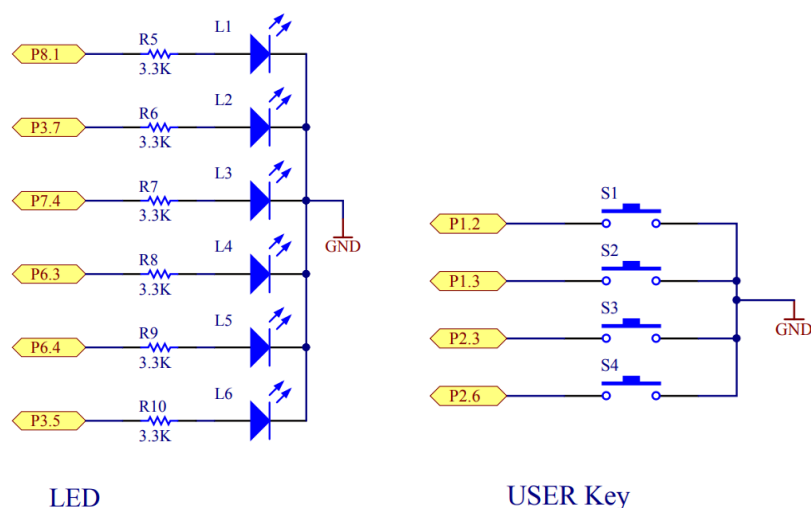 L1
P8.1 R5
3.3K
L2
P3.7 R6
3.3K
L3
P7.4 R7
3.3K
GND
L4
P6.3 R8
3.3K
L5
P6.4 R9
3.3K
L6
P3.5 R10
3.3K
LED
S1
P1.2
S2
P1.3
GND
S3
P2.3
S4
P2.6
USER Key